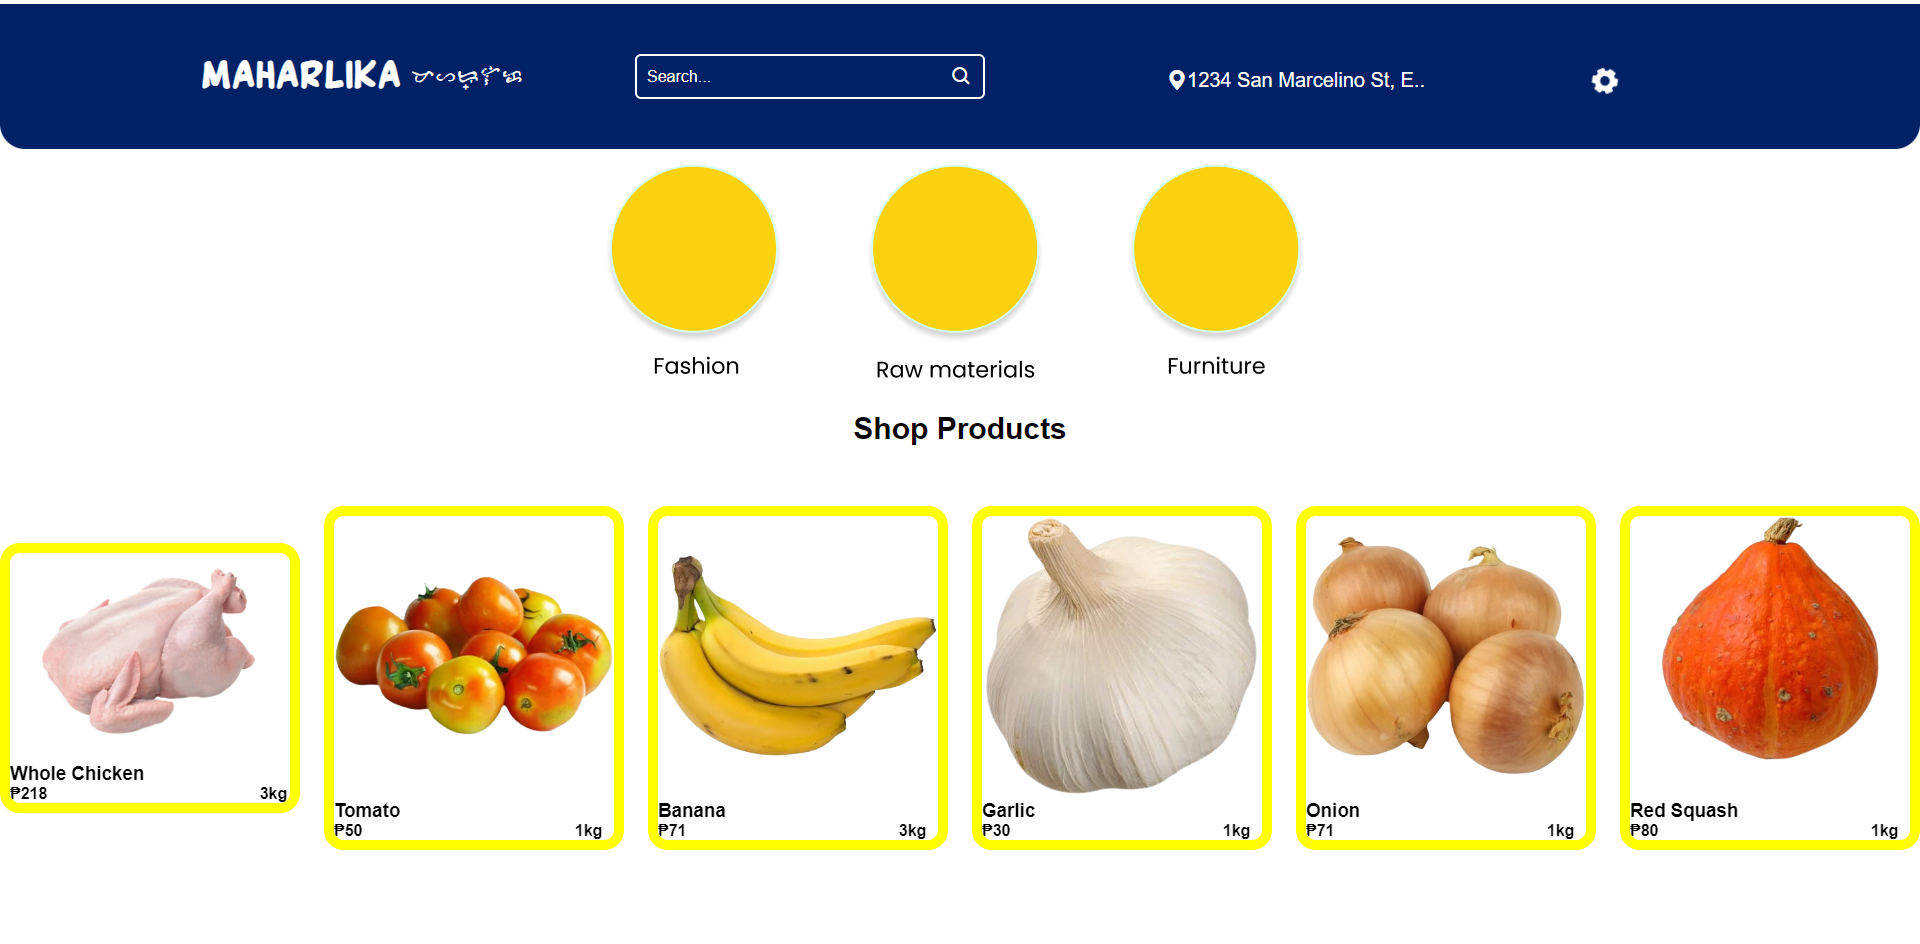 MAHARLIKA
Search...
1234 San Marcelino St, E..
Fashion
Raw materials
Furniture
Shop Products
Whole Chicken
₱218 3kg
Tomato
₱50 1kg
Banana
₱71 3kg
Garlic
₱30 1kg
Onion
₱71 1kg
Red Squash
₱80 1kg